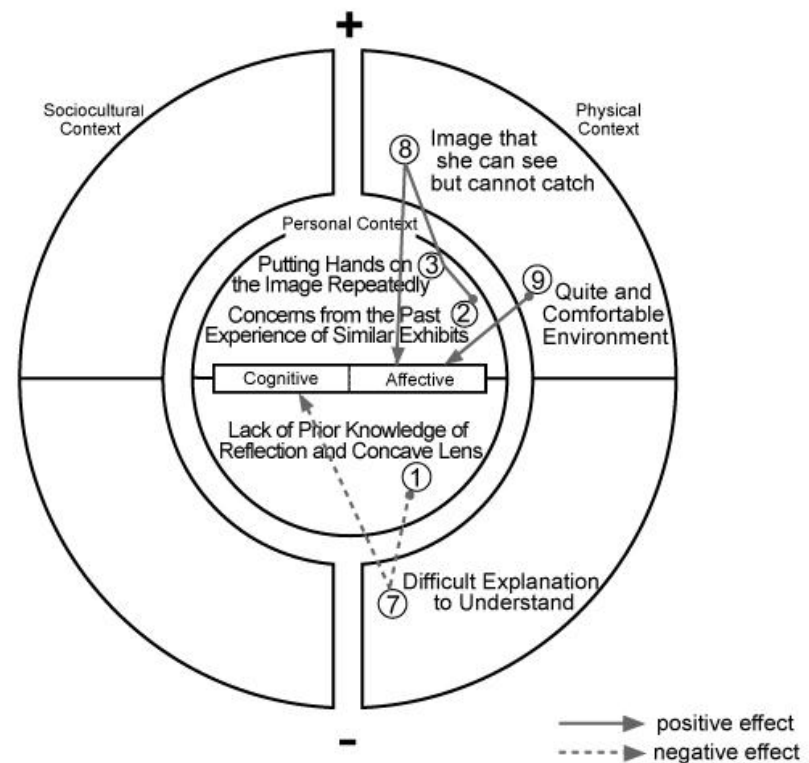 +
Sociocultural
Context
Physical
Context
8 Image that
she can see
but cannot catch
Personal Context
Putting Hands on 3
the Image Repeatedly
9 Quite and
Comfortable
Environment
Concerns from the Past 2
Experience of Similar Exhibits
Cognitive Affective
Lack of Prior Knowledge of
Reflection and Concave Lens
1
Difficult Explanation
7 to Understand
-
positive effect
negative effect